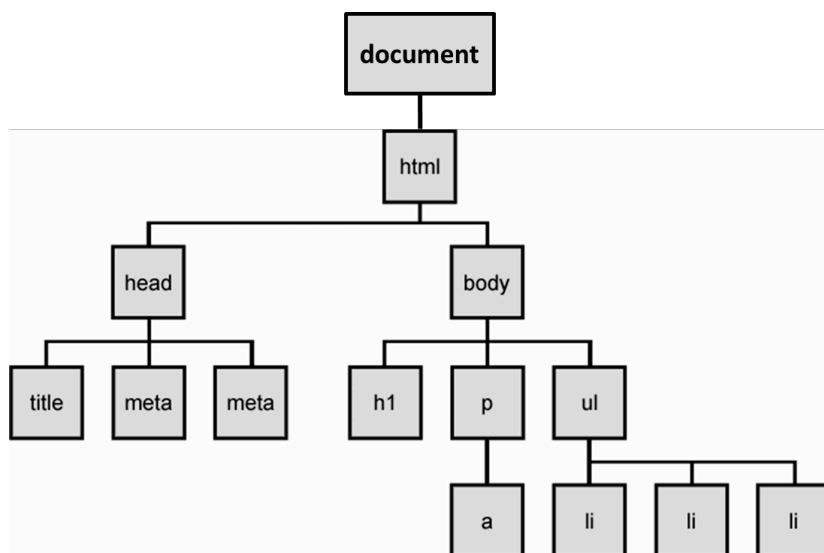 document
html
head body
title meta meta h1 p ul
a li li li